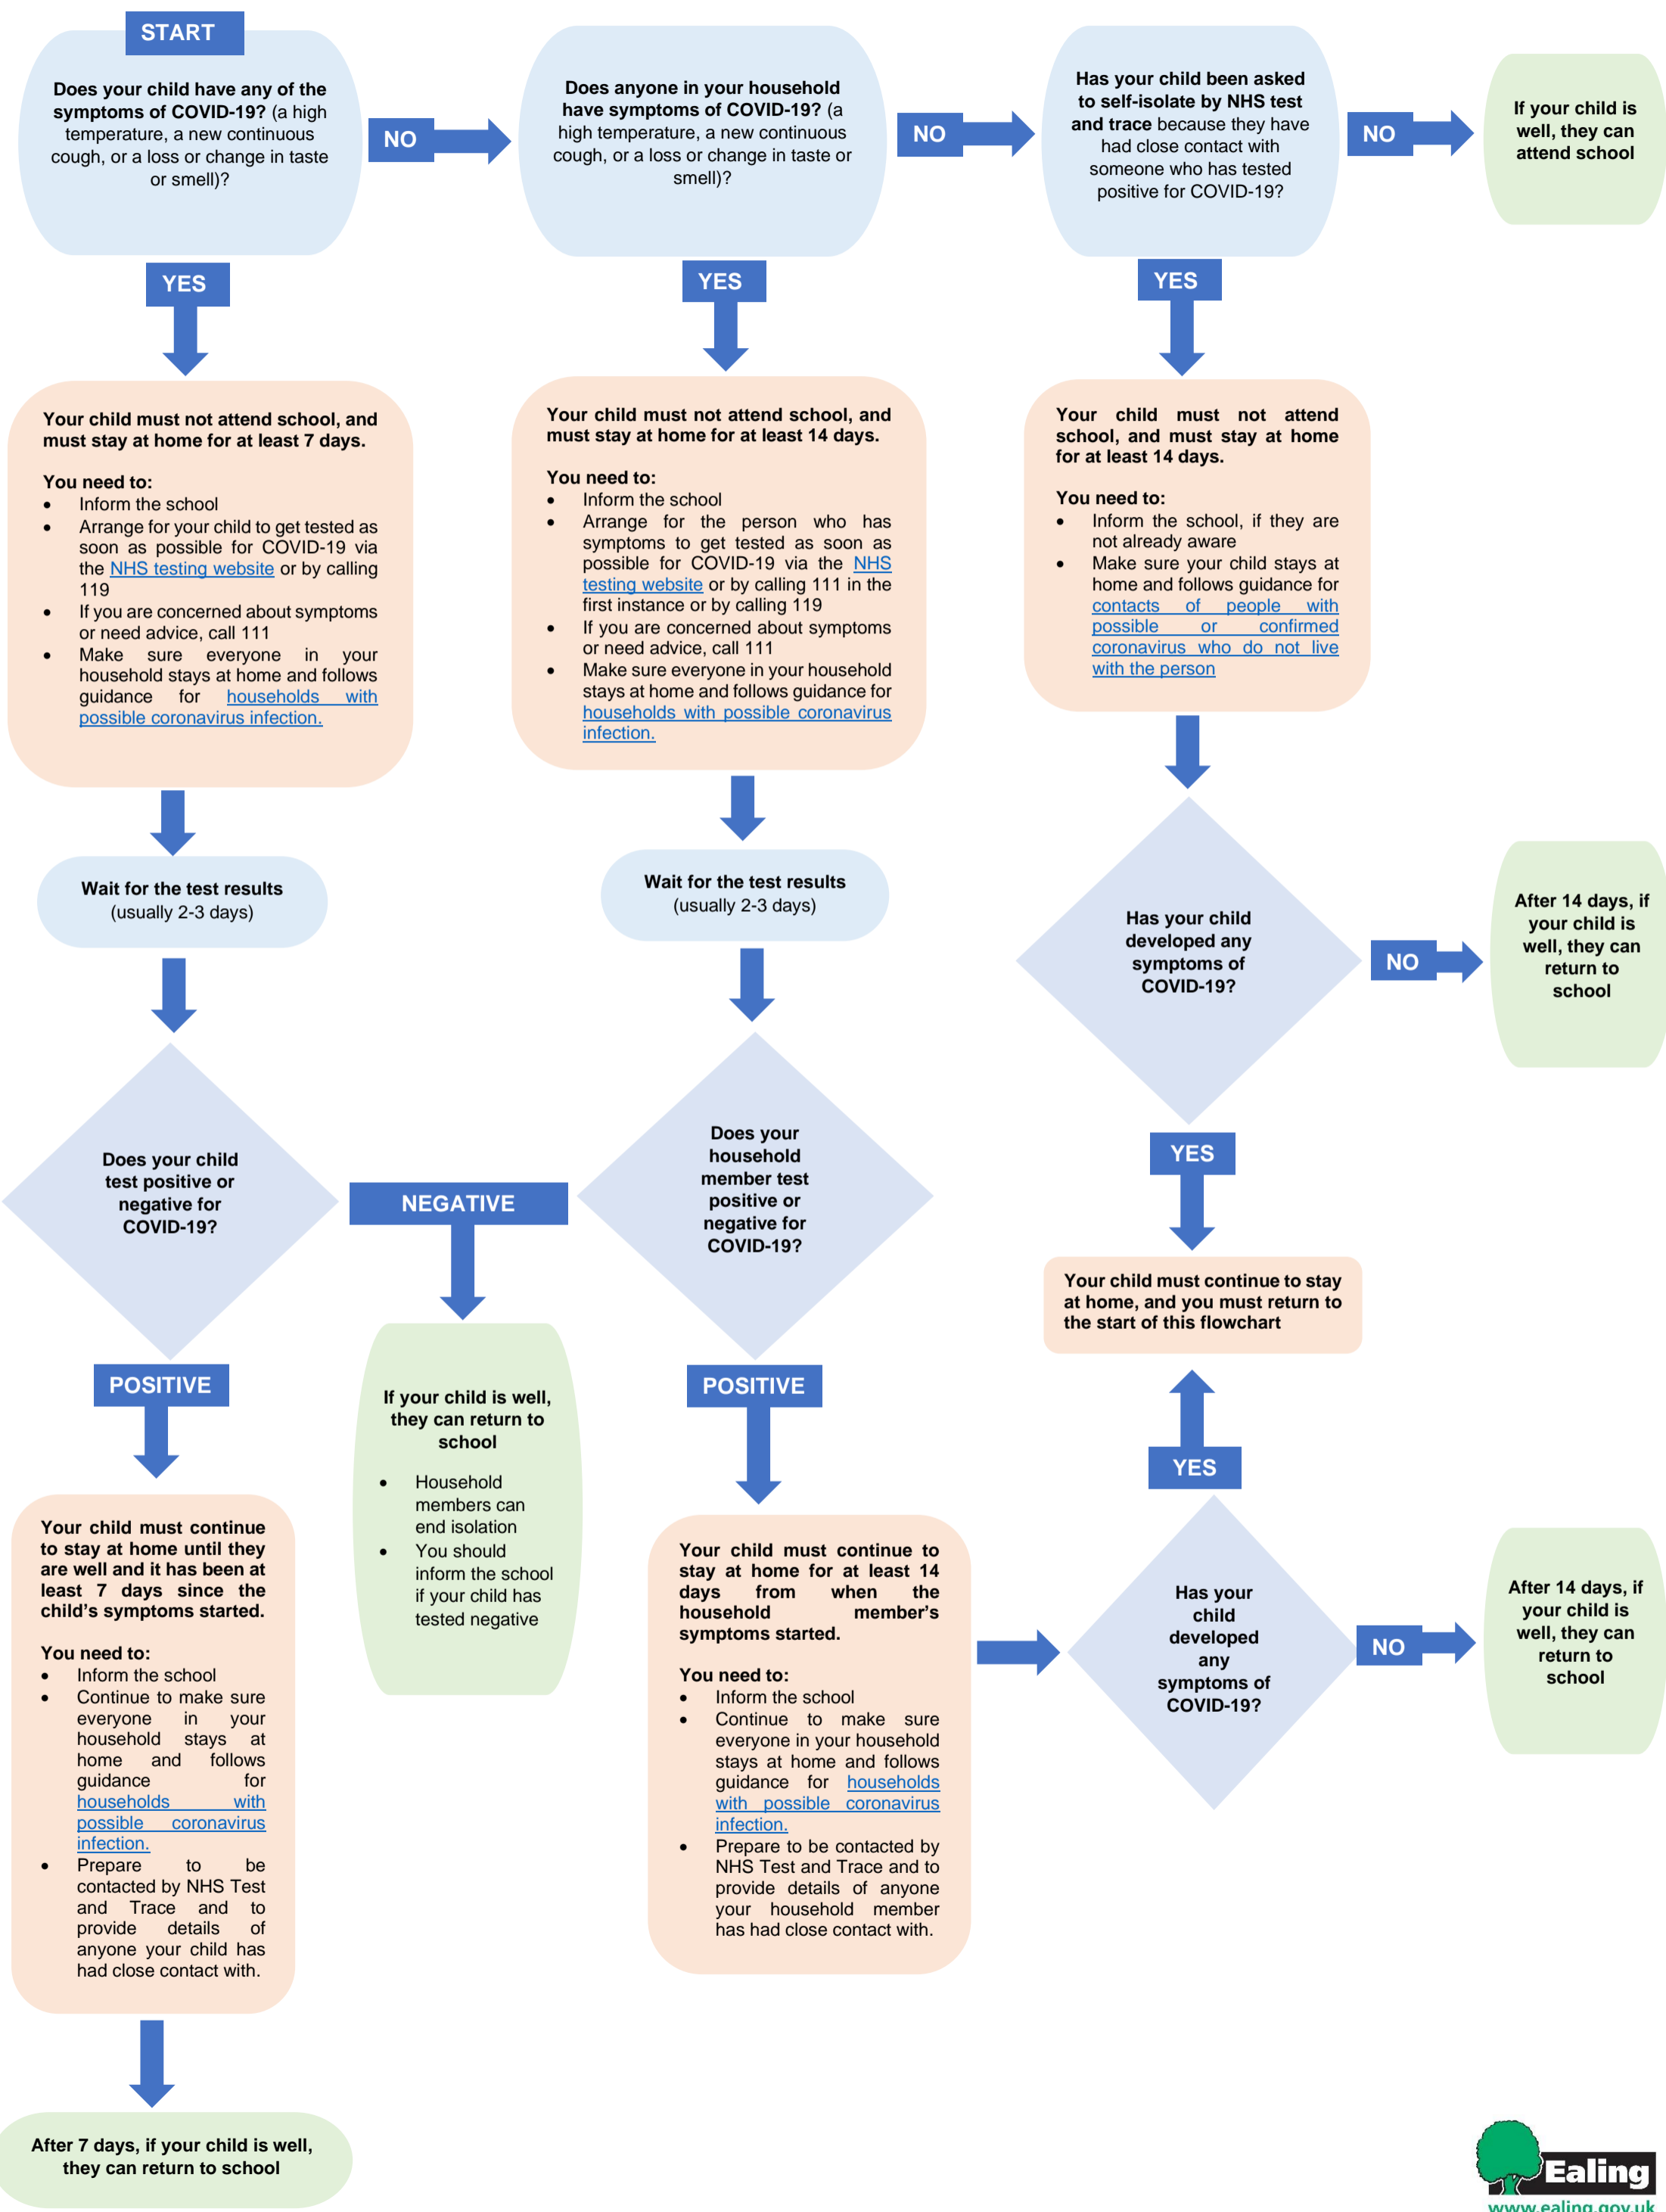 START
Does your child have any of the
symptoms of COVID-19? (a high
temperature, a new continuous
cough, or a loss or change in taste
or smell)?
NO
Does anyone in your household
have symptoms of COVID-19? (a
high temperature, a new continuous
cough, or a loss or change in taste or
smell)?
NO
Has your child been asked
to self-isolate by NHS test
and trace because they have
had close contact with
someone who has tested
positive for COVID-19?
NO
If your child is
well, they can
attend school
YES
YES
YES
Your child must not attend school, and
must stay at home for at least 7 days.
You need to:
• Inform the school
• Arrange for your child to get tested as
soon as possible for COVID-19 via
the NHS testing website or by calling
119
• If you are concerned about symptoms
or need advice, call 111
• Make sure everyone in your
household stays at home and follows
guidance for households with
possible coronavirus infection.
Your child must not attend school, and
must stay at home for at least 14 days.
You need to:
• Inform the school
• Arrange for the person who has
symptoms to get tested as soon as
possible for COVID-19 via the NHS
testing website or by calling 111 in the
first instance or by calling 119
• If you are concerned about symptoms
or need advice, call 111
• Make sure everyone in your household
stays at home and follows guidance for
households with possible coronavirus
infection.
Your child must not attend
school, and must stay at home
for at least 14 days.
You need to:
• Inform the school, if they are
not already aware
• Make sure your child stays at
home and follows guidance for
contacts of people with
possible or confirmed
coronavirus who do not live
with the person
Wait for the test results
(usually 2-3 days)
Wait for the test results
(usually 2-3 days)
Has your child
developed any
symptoms of
COVID-19?
NO
After 14 days, if
your child is
well, they can
return to
school
Does your child
test positive or
negative for
COVID-19?
NEGATIVE
Does your
household
member test
positive or
negative for
COVID-19?
YES
Your child must continue to stay
at home, and you must return to
the start of this flowchart
POSITIVE
If your child is well,
they can return to
school
• Household
members can
end isolation
• You should
inform the school
if your child has
tested negative
POSITIVE
YES
Your child must continue
to stay at home until they
are well and it has been at
least 7 days since the
child's symptoms started.
You need to:
• Inform the school
• Continue to make sure
everyone in your
household stays at
home and follows
guidance for
households with
possible coronavirus
infection.
• Prepare to be
contacted by NHS Test
and Trace and to
provide details of
anyone your child has
had close contact with.
Your child must continue to
stay at home for at least 14
days from when the
household member's
symptoms started.
You need to:
• Inform the school
• Continue to make sure
everyone in your household
stays at home and follows
guidance for households
with possible coronavirus
infection.
• Prepare to be contacted by
NHS Test and Trace and to
provide details of anyone
your household member
has had close contact with.
Has your
child
developed
any
symptoms of
COVID-19?
NO
After 14 days, if
your child is
well, they can
return to
school
After 7 days, if your child is well,
they can return to school
Ealing
www.ealing.gov.uk